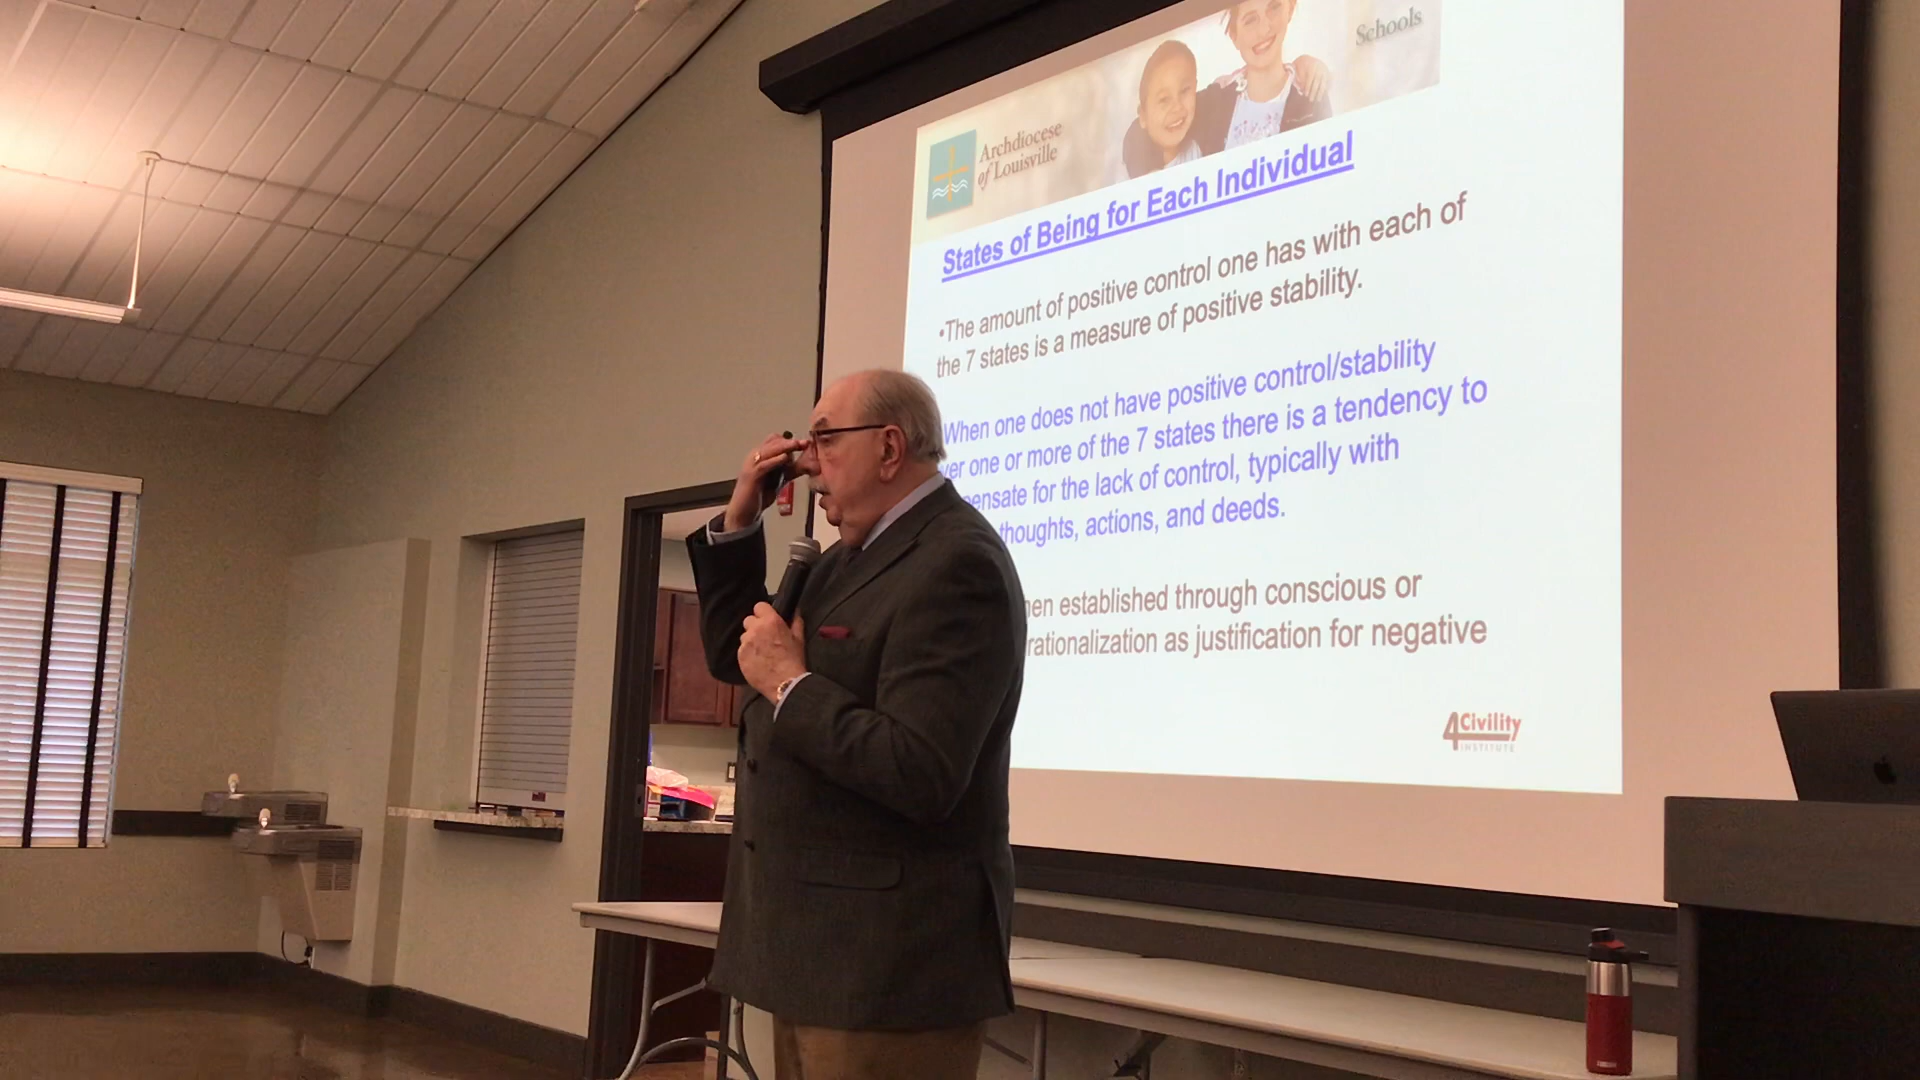 Schools
Archdiocese
of Louisville
States of Being for Each Individual
•The amount of positive control one has with each of
the 7 states is a measure of positive stability.
When one does not have positive control/stability
one or more of the 7 states there is a tendency to
for the lack of control, typically with
thoughts, actions, and deeds.
established through conscious or
rationalization as justification for negative
4Civility
INSTITUTE